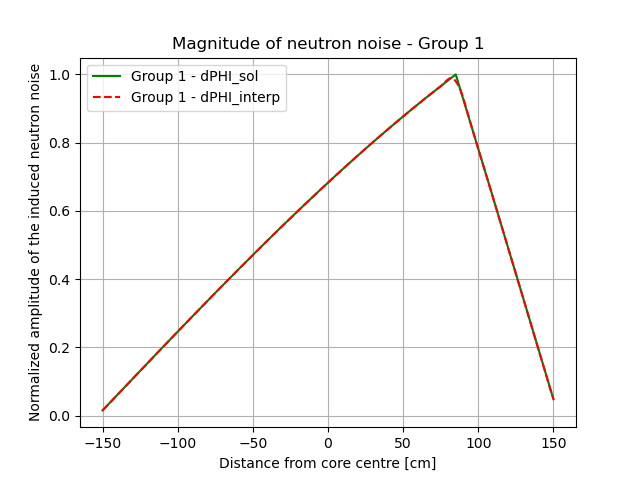 Magnitude of neutron noise - Group 1
Normalized amplitude of the induced neutron noise
1.0
0.8
0.6
0.4
0.2
0.0
Group 1 - dPHI_sol
Group 1 - dPHI_interp
−150
−100
−50
0
50
100
150
Distance from core centre [cm]